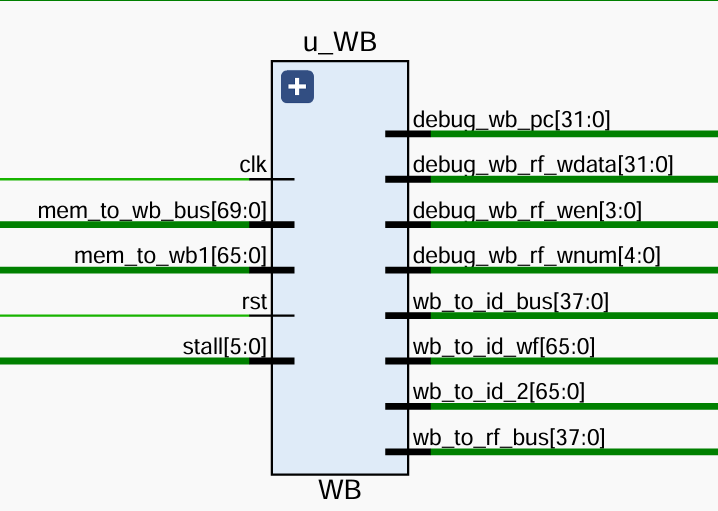 u_WB
clk
mem_to_wb_bus[69:0]
mem_to_wb1[65:0]
rst
stall[5:0]
debug_wb_pc[31:0]
debug_wb_rf_wdata[31:0]
debug_wb_rf_wen[3:0]
debug_wb_rf_wnum[4:0]
wb_to_id_bus[37:0]
wb_to_id_wf[65:0]
wb_to_id_2[65:0]
wb_to_rf_bus[37:0]
WB